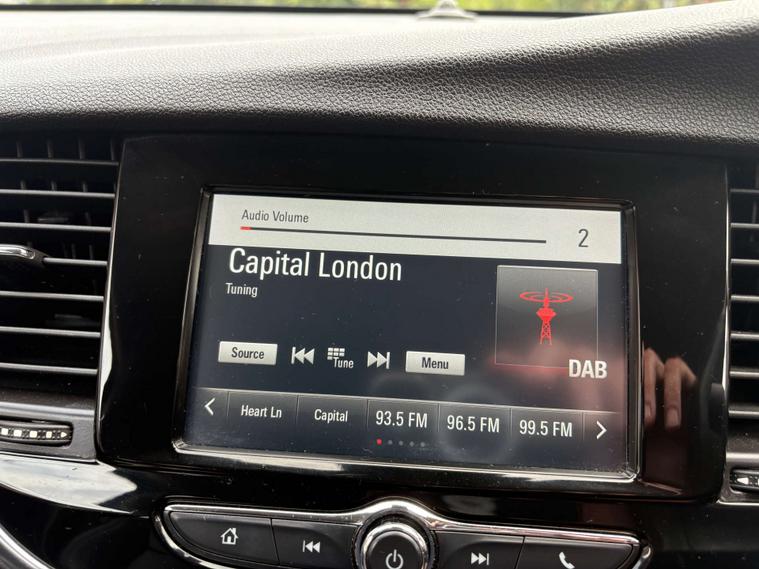 Audio Volume
2
Capital London
Tuning
Source
Tune
Menu
DAB
Heart Ln
Capital
93.5 FM
96.5 FM
99.5 FM